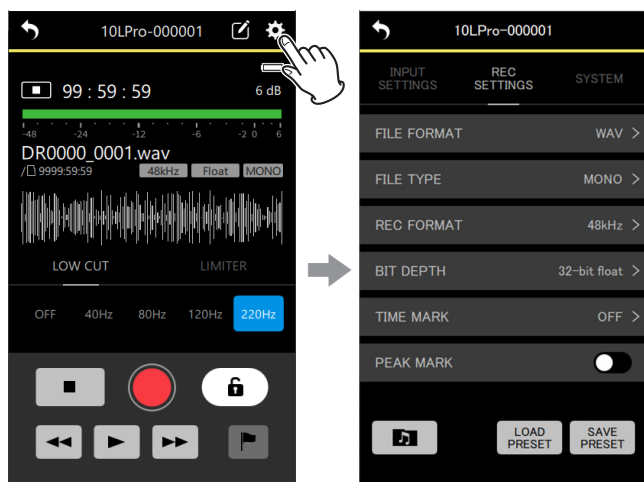 10LPro-000001
99 : 59 : 59
6 dB
-48 -24 -12 -6 -2 0 6
DR0000_0001.wav
/ 9999:59:59 48kHz Float MONO
LOW CUT LIMITER
OFF 40Hz 80Hz 120Hz 220Hz
10LPro-000001
INPUT SETTINGS
REC SETTINGS
SYSTEM
FILE FORMAT WAV >
FILE TYPE MONO >
REC FORMAT 48kHz >
BIT DEPTH 32-bit float >
TIME MARK OFF >
PEAK MARK
LOAD PRESET
SAVE PRESET